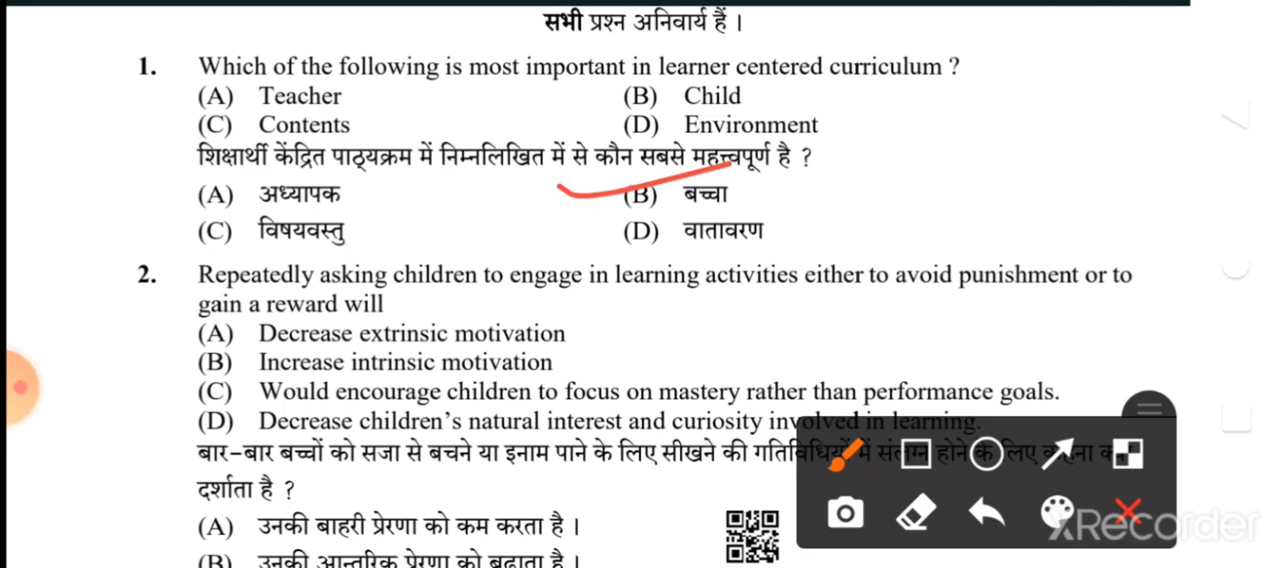 सभी प्रश्न अनिवार्य हैं ।
1. Which of the following is most important in learner centered curriculum ?
(A) Teacher (B) Child
(C) Contents (D) Environment
शिक्षार्थी केंद्रित पाठ्यक्रम में निम्नलिखित में से कौन सबसे महत्त्वपूर्ण है ?
(A) अध्यापक (B) बच्चा
(C) विषयवस्तु (D) वातावरण
2. Repeatedly asking children to engage in learning activities either to avoid punishment or to
gain a reward will
(A) Decrease extrinsic motivation
(B) Increase intrinsic motivation
(C) Would encourage children to focus on mastery rather than performance goals.
(D) Decrease children's natural interest and curiosity involved in learning.
बार-बार बच्चों को सजा से बचने या इनाम पाने के लिए सीखने की गतिविधियों में संलग्न होने के लिए कहना
दर्शाता है ?
(A) उनकी बाहरी प्रेरणा को कम करता है ।
(B) उनकी आन्तरिक प्रेरणा को बढ़ाता है ।
XRecorder